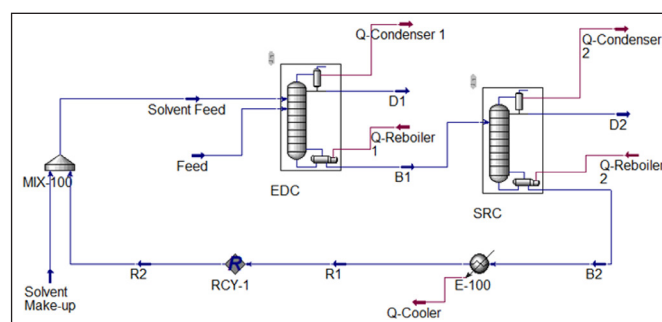 Q-Condenser 1
Q-Condenser
2
Solvent Feed
D1
D2
Q-Reboiler
1
Q-Reboiler
2
Feed
B1
MIX-100
EDC
SRC
R
R2
RCY-1
R1
E-100
B2
Solvent
Make-up
Q-Cooler